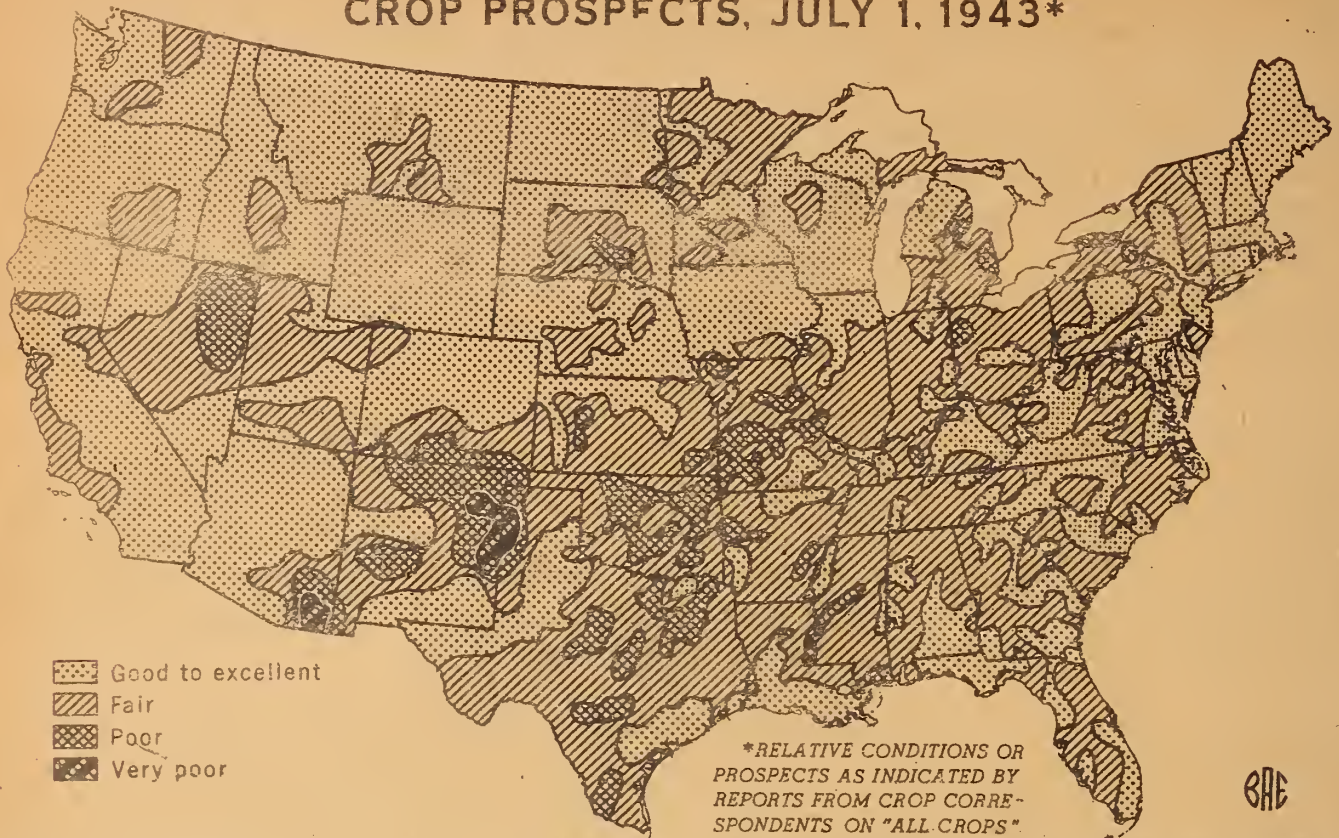 CROP PROSPECTS, JULY 1, 1943*
Good to excellent
Fair
Poor
Very poor
*RELATIVE CONDITIONS OR
PROSPECTS AS INDICATED BY
REPORTS FROM CROP CORRE-
SPONDENTS ON "ALL CROPS"
BAE